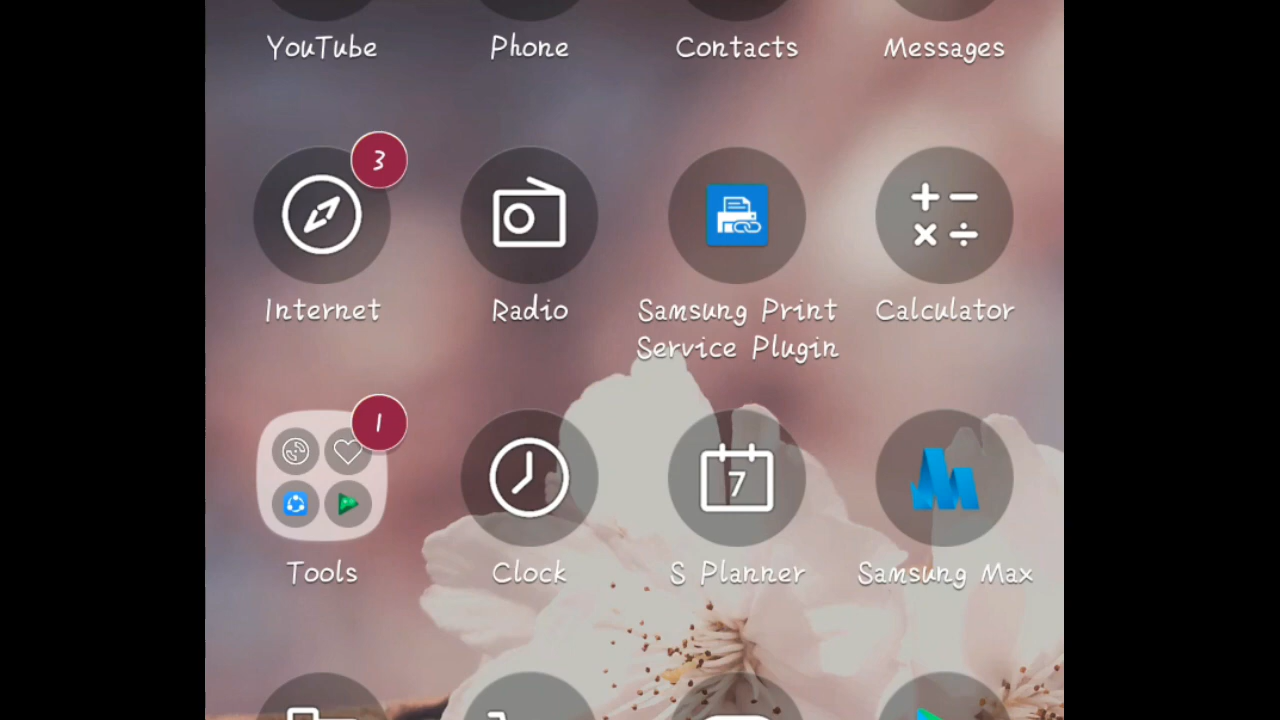 YouTube Phone Contacts Messages
3
Internet Radio Samsung Print Service Plugin Calculator
1
7
Tools Clock S Planner Samsung Max